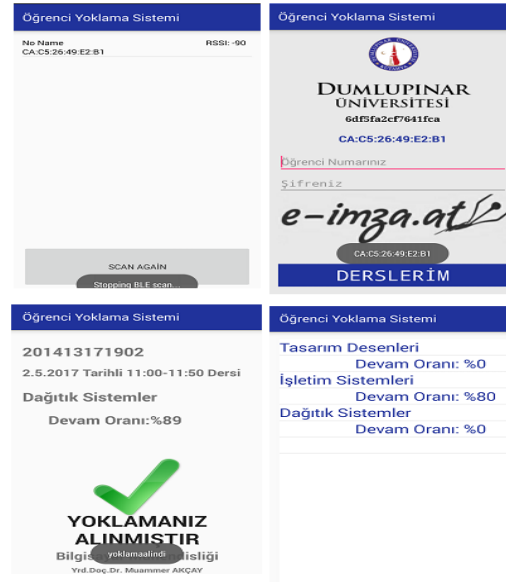 Öğrenci Yoklama Sistemi
No Name RSSI: -90
CA:C5:26:49:E2:B1
SCAN AGAIN
Stopping BLE scan...
Öğrenci Yoklama Sistemi
DUMLUPINAR
ÜNİVERSİTESİ
6df5fa2cf7641fca
CA:C5:26:49:E2:B1
Öğrenci Numarınız
Şifreniz
e-imza.at
CA:C5:26:49:E2:B1
DERSLERİM
Öğrenci Yoklama Sistemi
201413171902
2.5.2017 Tarihli 11:00-11:50 Dersi
Dağıtık Sistemler
Devam Oranı:%89
YOKLAMANIZ
ALINMIŞTIR
yoklamaalindi
Yrd.Doç.Dr. Muammer AKÇAY
Öğrenci Yoklama Sistemi
Tasarım Desenleri
Devam Oranı: %0
İşletim Sistemleri
Devam Oranı: %80
Dağıtık Sistemler
Devam Oranı: %0